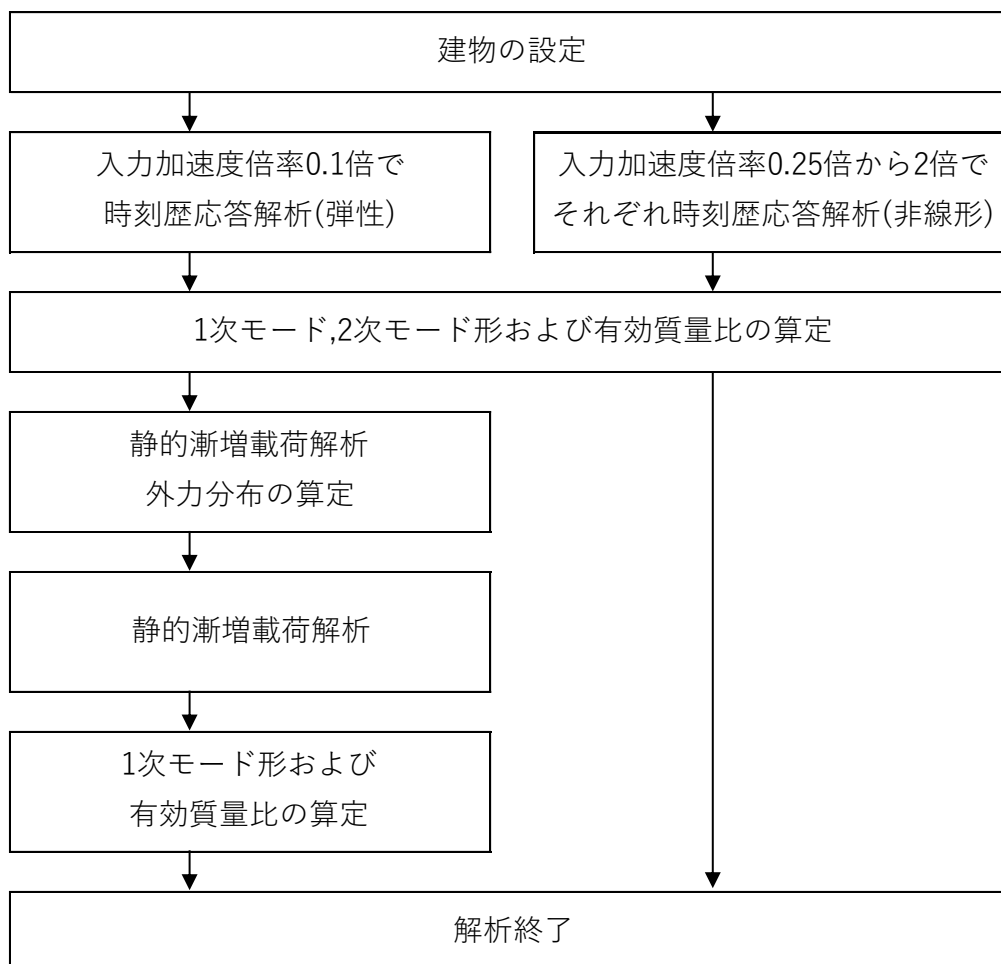 建物の設定
入力加速度倍率0.1倍で
時刻歴応答解析(弾性)
入力加速度倍率0.25倍から2倍で
それぞれ時刻歴応答解析(非線形)
1次モード,2次モード形および有効質量比の算定
静的漸増載荷解析
外力分布の算定
静的漸増載荷解析
1次モード形および
有効質量比の算定
解析終了